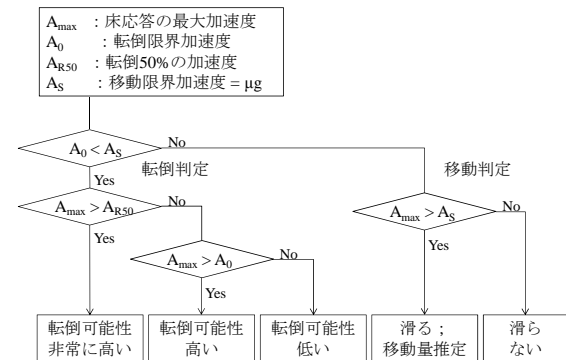 Amax ：床応答の最大加速度
A0 ：転倒限界加速度
AR50 ：転倒50%の加速度
AS ：移動限界加速度 = μg
A0 < AS
No
Yes
転倒判定
移動判定
Amax > AR50
No
Yes
Amax > AS
No
Yes
Amax > A0
No
Yes
転倒可能性
非常に高い
転倒可能性
高い
転倒可能性
低い
滑る；
移動量推定
滑ら
ない